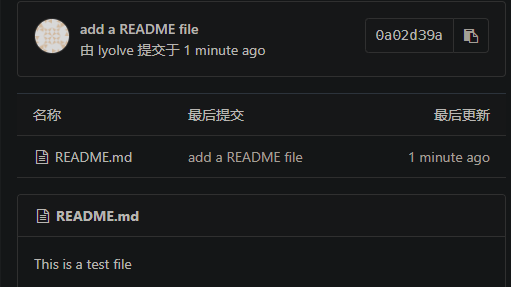 add a README file
由 lyolve 提交于 1 minute ago
0a02d39a
名称 最后提交 最后更新
README.md add a README file 1 minute ago
README.md
This is a test file